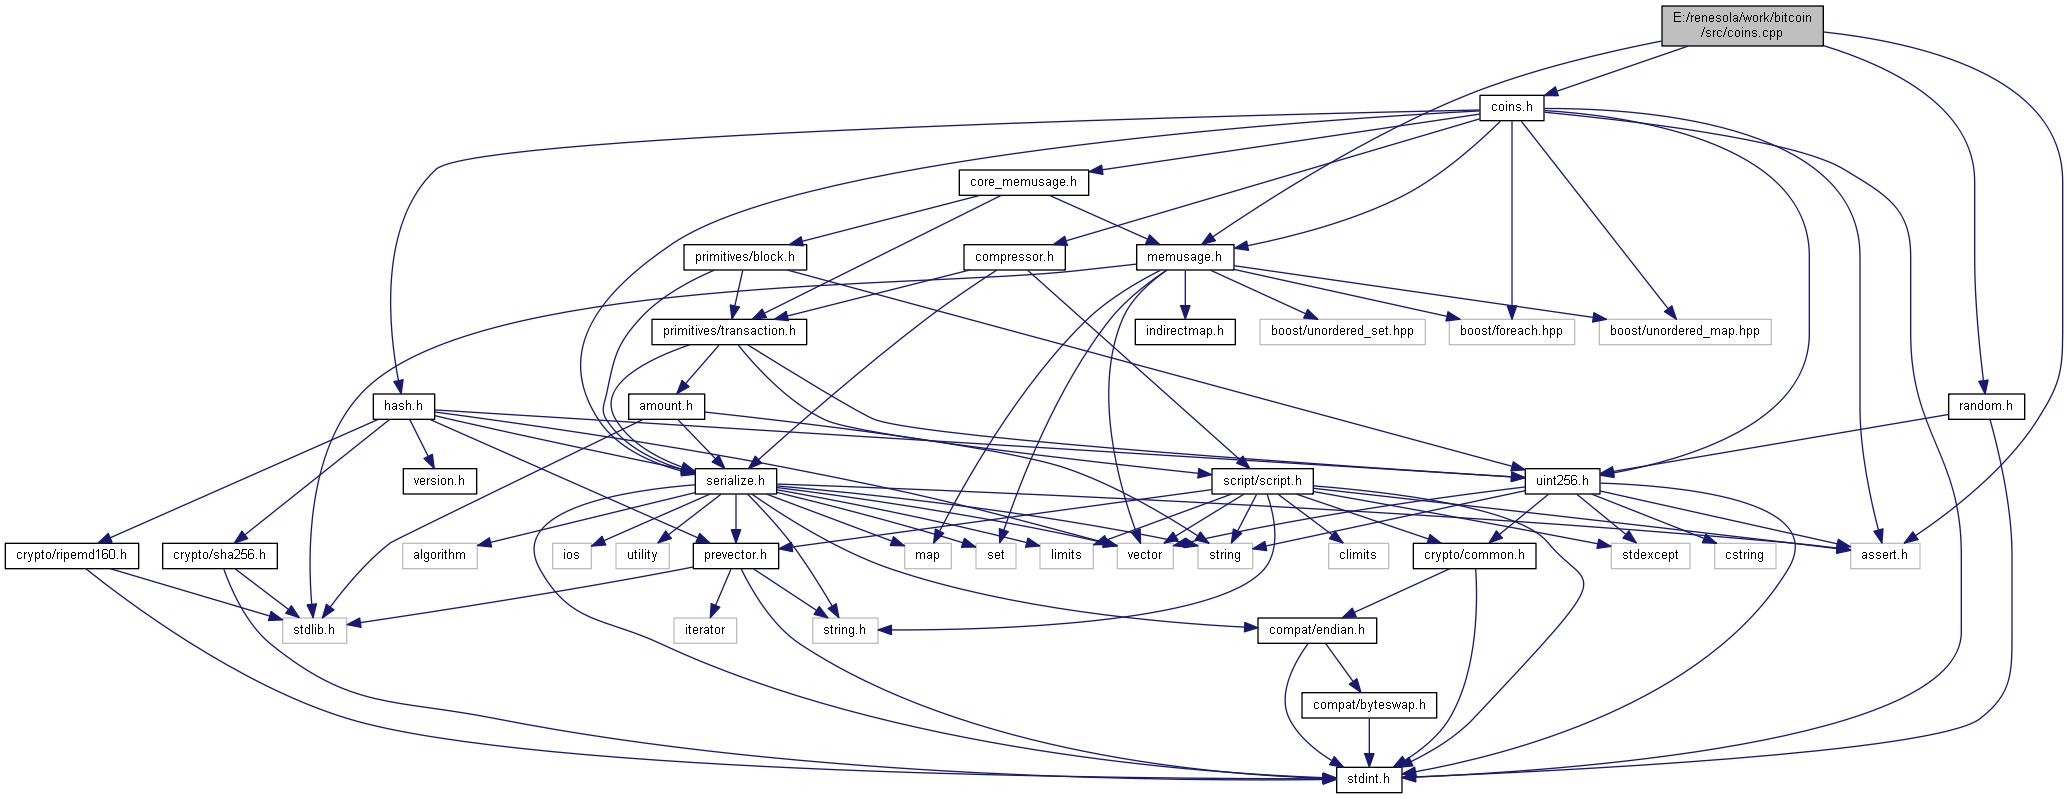 E:/renesola/work/bitcoin
/src/coins.cpp
coins.h
core_memusage.h
primitives/block.h
compressor.h
memusage.h
primitives/transaction.h
indirectmap.h
boost/unordered_set.hpp
boost/foreach.hpp
boost/unordered_map.hpp
hash.h
amount.h
random.h
version.h
serialize.h
script/script.h
uint256.h
crypto/ripemd160.h
crypto/sha256.h
algorithm
ios
utility
prevector.h
map
set
limits
vector
string
climits
crypto/common.h
stdexcept
cstring
assert.h
stdlib.h
iterator
string.h
compat/endian.h
compat/byteswap.h
stdint.h